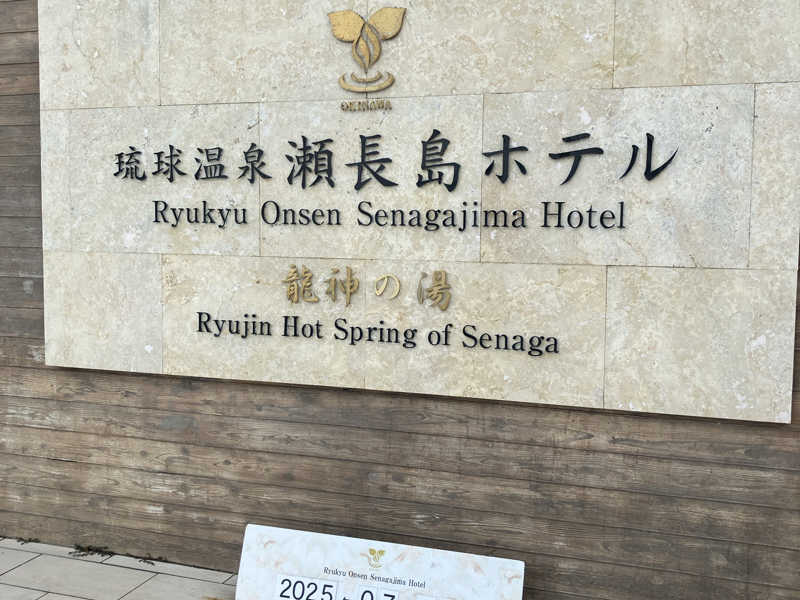 OKINAWA
琉球温泉瀬長島ホテル
Ryukyu Onsen Senagajima Hotel
龍神の湯
Ryujin Hot Spring of Senaga
Ryukyu Onsen Senagajima Hotel
2025